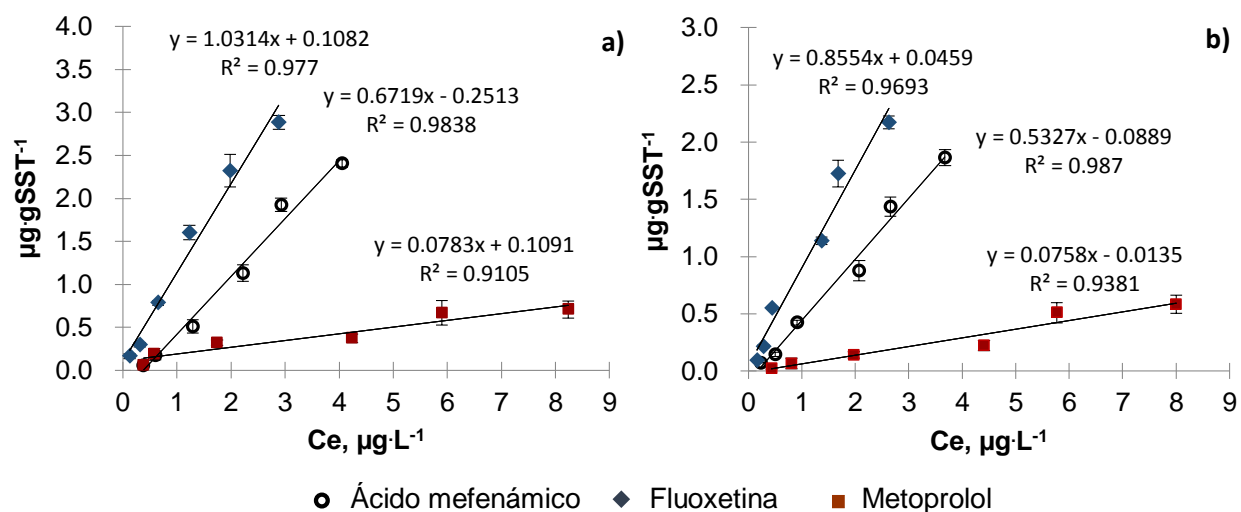 a)
y = 1.0314x + 0.1082
R² = 0.977
y = 0.6719x - 0.2513
R² = 0.9838
y = 0.0783x + 0.1091
R² = 0.9105
µg·gSST⁻¹
4.0
3.5
3.0
2.5
2.0
1.5
1.0
0.5
0.0
0 1 2 3 4 5 6 7 8 9
Ce, µg·L⁻¹
b)
y = 0.8554x + 0.0459
R² = 0.9693
y = 0.5327x - 0.0889
R² = 0.987
y = 0.0758x - 0.0135
R² = 0.9381
µg·gSST⁻¹
3.0
2.5
2.0
1.5
1.0
0.5
0.0
0 1 2 3 4 5 6 7 8 9
Ce, µg·L⁻¹
Ácido mefenámico Fluoxetina Metoprolol